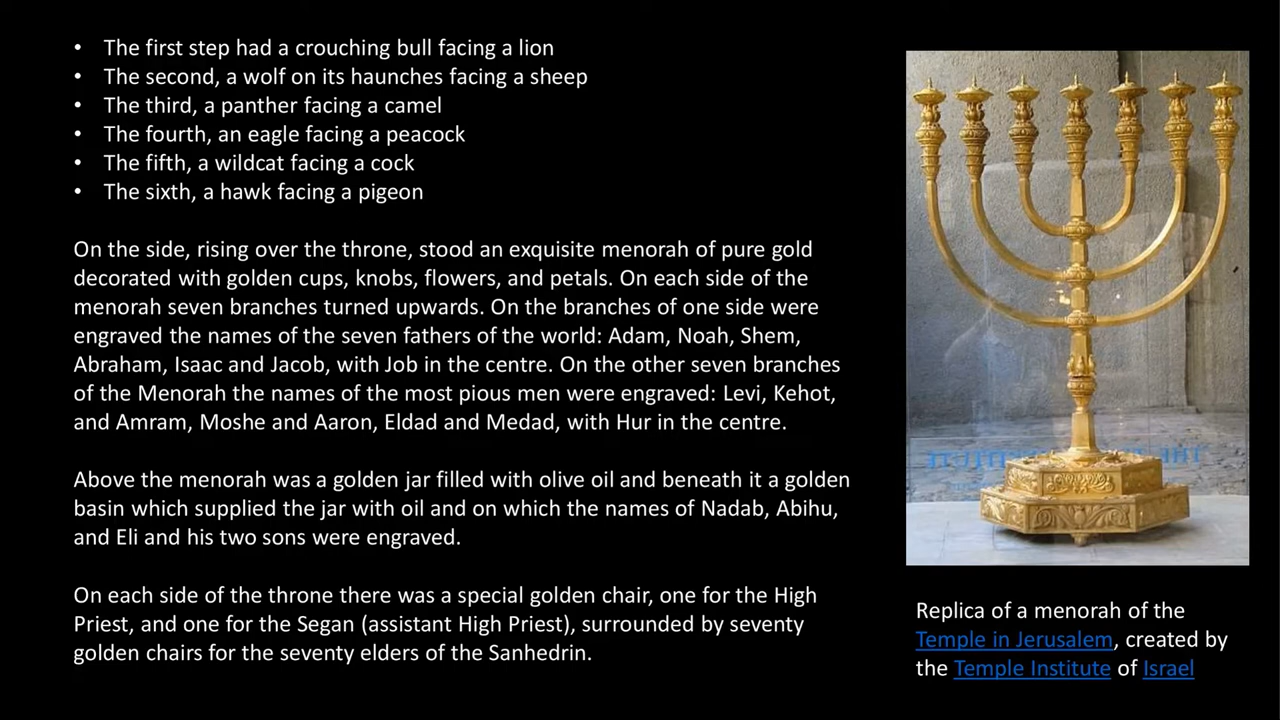 • The first step had a crouching bull facing a lion
• The second, a wolf on its haunches facing a sheep
• The third, a panther facing a camel
• The fourth, an eagle facing a peacock
• The fifth, a wildcat facing a cock
• The sixth, a hawk facing a pigeon
On the side, rising over the throne, stood an exquisite menorah of pure gold
decorated with golden cups, knobs, flowers, and petals. On each side of the
menorah seven branches turned upwards. On the branches of one side were
engraved the names of the seven fathers of the world: Adam, Noah, Shem,
Abraham, Isaac and Jacob, with Job in the centre. On the other seven branches
of the Menorah the names of the most pious men were engraved: Levi, Kehot,
and Amram, Moshe and Aaron, Eldad and Medad, with Hur in the centre.
Above the menorah was a golden jar filled with olive oil and beneath it a golden
basin which supplied the jar with oil and on which the names of Nadab, Abihu,
and Eli and his two sons were engraved.
On each side of the throne there was a special golden chair, one for the High
Priest, and one for the Segan (assistant High Priest), surrounded by seventy
golden chairs for the seventy elders of the Sanhedrin.
Replica of a menorah of the
Temple in Jerusalem, created by
the Temple Institute of Israel